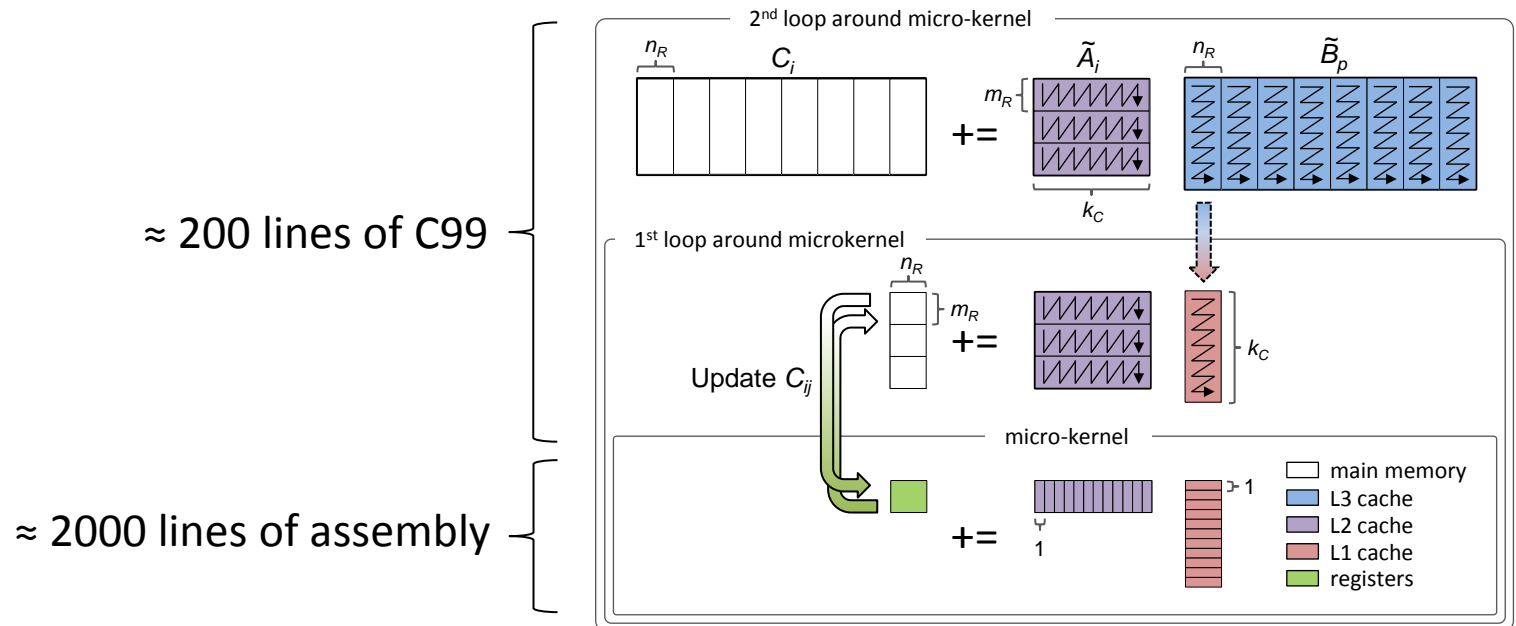 2nd loop around micro-kernel
nR
Ci
Ãi
nR
B̃p
mR
+=
kC
≈ 200 lines of C99
1st loop around microkernel
nR
mR
+=
kC
Update Cij
micro-kernel
main memory
1
L3 cache
L2 cache
+=
1
L1 cache
registers
≈ 2000 lines of assembly